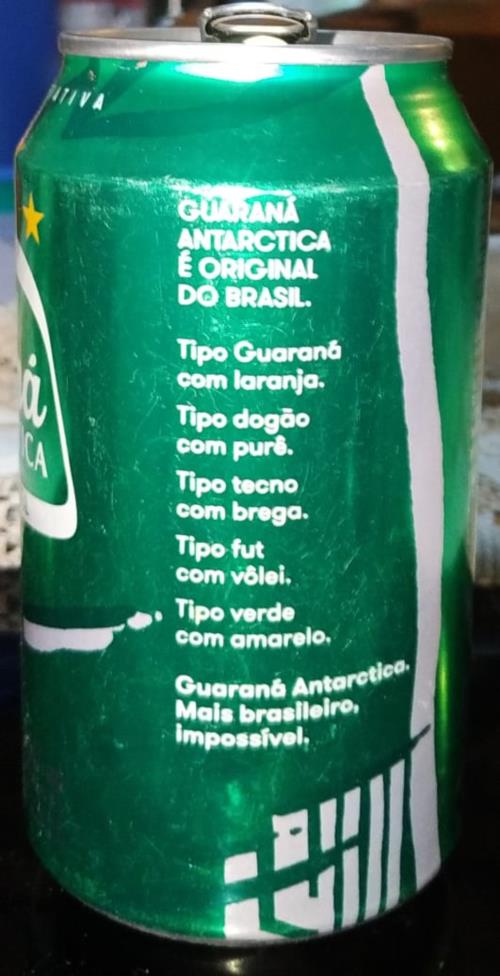 GUARANÁ
ANTARCTICA
É ORIGINAL
DO BRASIL.
Tipo Guaraná
com laranja.
Tipo dogão
com purê.
Tipo tecno
com brega.
Tipo fut
com vôlei.
Tipo verde
com amarelo.
Guaraná Antarctica.
Mais brasileiro,
impossível.